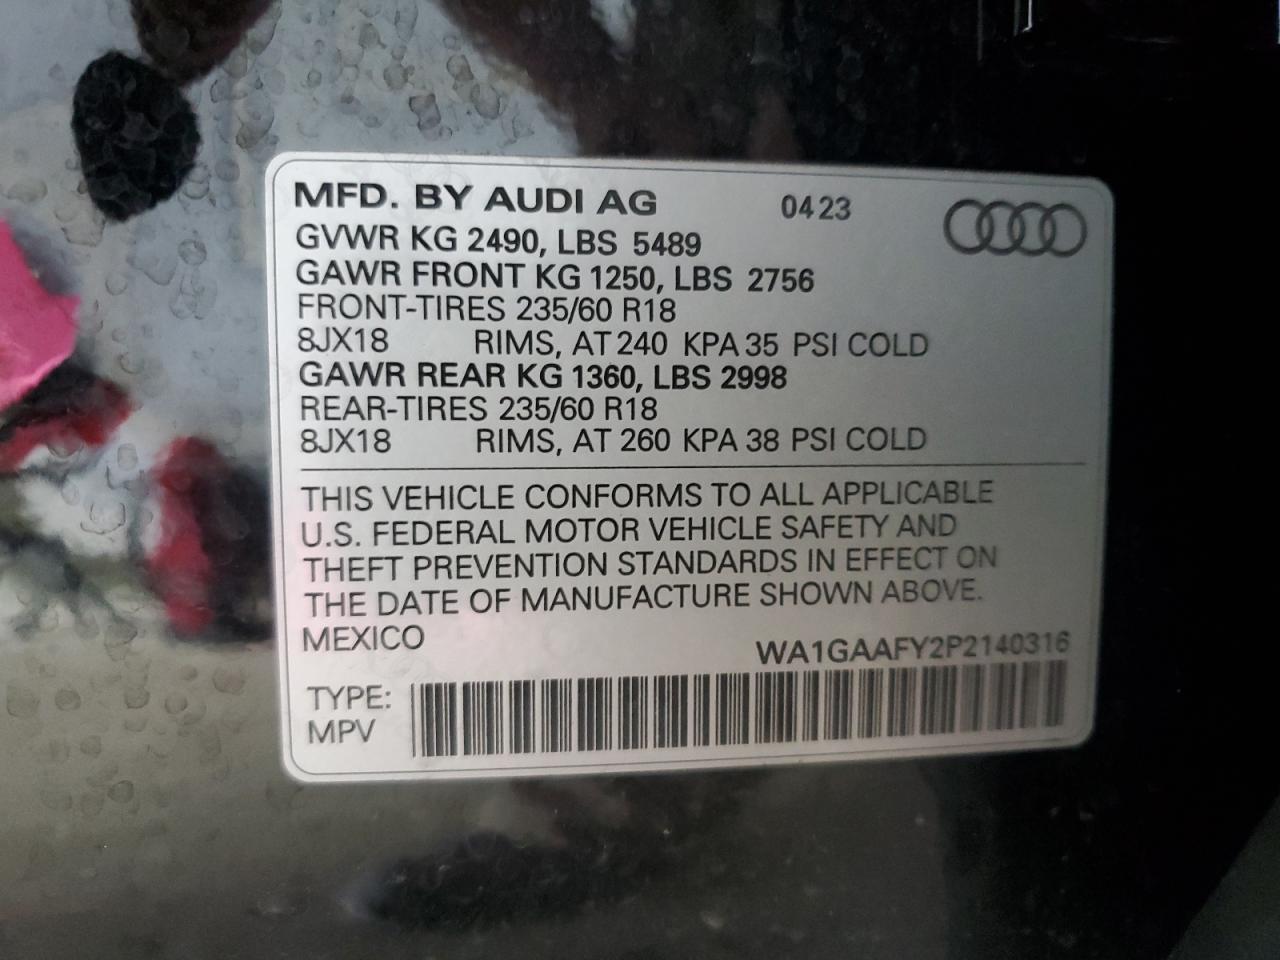 MFD. BY AUDI AG 0423
GVWR KG 2490, LBS 5489
GAWR FRONT KG 1250, LBS 2756
FRONT-TIRES 235/60 R18
8JX18 RIMS, AT 240 KPA 35 PSI COLD
GAWR REAR KG 1360, LBS 2998
REAR-TIRES 235/60 R18
8JX18 RIMS, AT 260 KPA 38 PSI COLD
THIS VEHICLE CONFORMS TO ALL APPLICABLE
U.S. FEDERAL MOTOR VEHICLE SAFETY AND
THEFT PREVENTION STANDARDS IN EFFECT ON
THE DATE OF MANUFACTURE SHOWN ABOVE.
MEXICO WA1GAAFY2P2140316
TYPE:
MPV